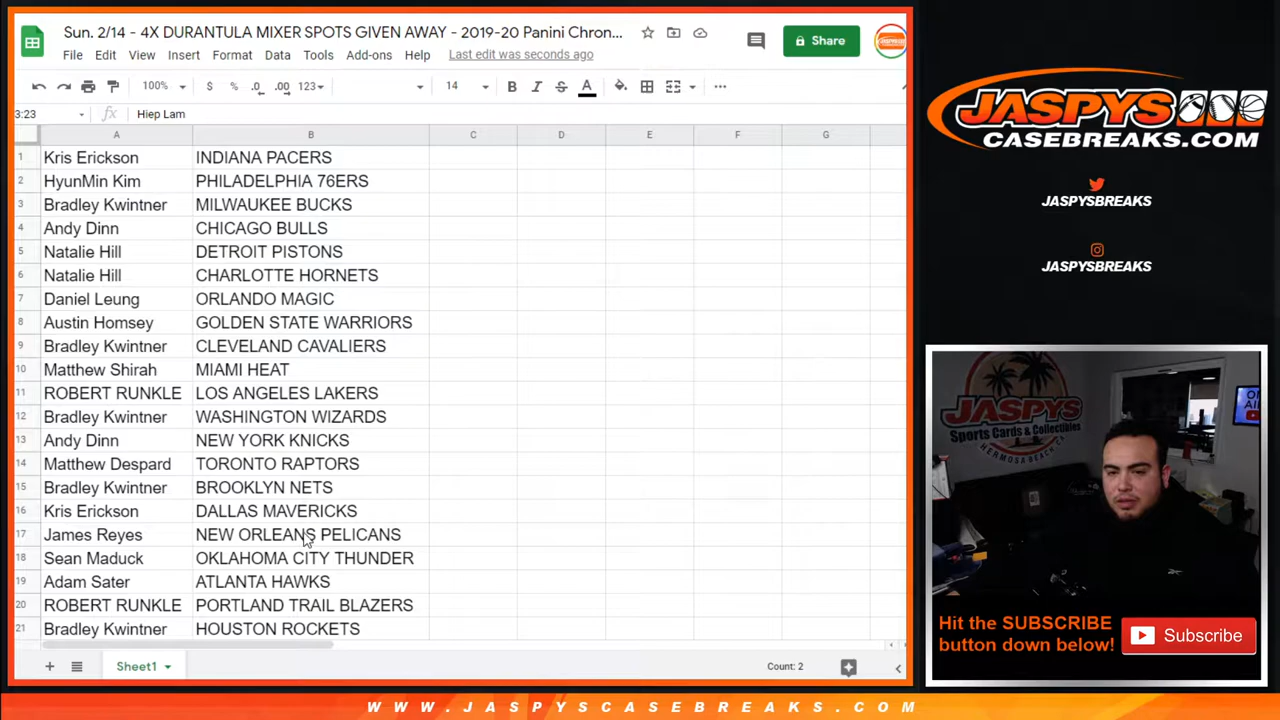 Sun. 2/14 - 4X DURANTULA MIXER SPOTS GIVEN AWAY - 2019-20 Panini Chron...
File Edit View Insert Format Data Tools Add-ons Help Last edit was seconds ago
Share
100% $ % .0 .00 123 14 B I S A
3:23 fx Hiep Lam
A B C D E F G
1 Kris Erickson INDIANA PACERS
2 HyunMin Kim PHILADELPHIA 76ERS
3 Bradley Kwintner MILWAUKEE BUCKS
4 Andy Dinn CHICAGO BULLS
5 Natalie Hill DETROIT PISTONS
6 Natalie Hill CHARLOTTE HORNETS
7 Daniel Leung ORLANDO MAGIC
8 Austin Homsey GOLDEN STATE WARRIORS
9 Bradley Kwintner CLEVELAND CAVALIERS
10 Matthew Shirah MIAMI HEAT
11 ROBERT RUNKLE LOS ANGELES LAKERS
12 Bradley Kwintner WASHINGTON WIZARDS
13 Andy Dinn NEW YORK KNICKS
14 Matthew Despard TORONTO RAPTORS
15 Bradley Kwintner BROOKLYN NETS
16 Kris Erickson DALLAS MAVERICKS
17 James Reyes NEW ORLEANS PELICANS
18 Sean Maduck OKLAHOMA CITY THUNDER
19 Adam Sater ATLANTA HAWKS
20 ROBERT RUNKLE PORTLAND TRAIL BLAZERS
21 Bradley Kwintner HOUSTON ROCKETS
Sheet1
Count: 2
JASPYS
CASEBREAKS.COM
JASPYSBREAKS
JASPYSBREAKS
JASPYS
Sports Cards & Collectibles
HERMOSA BEACH CA
Hit the SUBSCRIBE
button down below!
Subscribe
WWW.JASPYSCASEBREAKS.COM